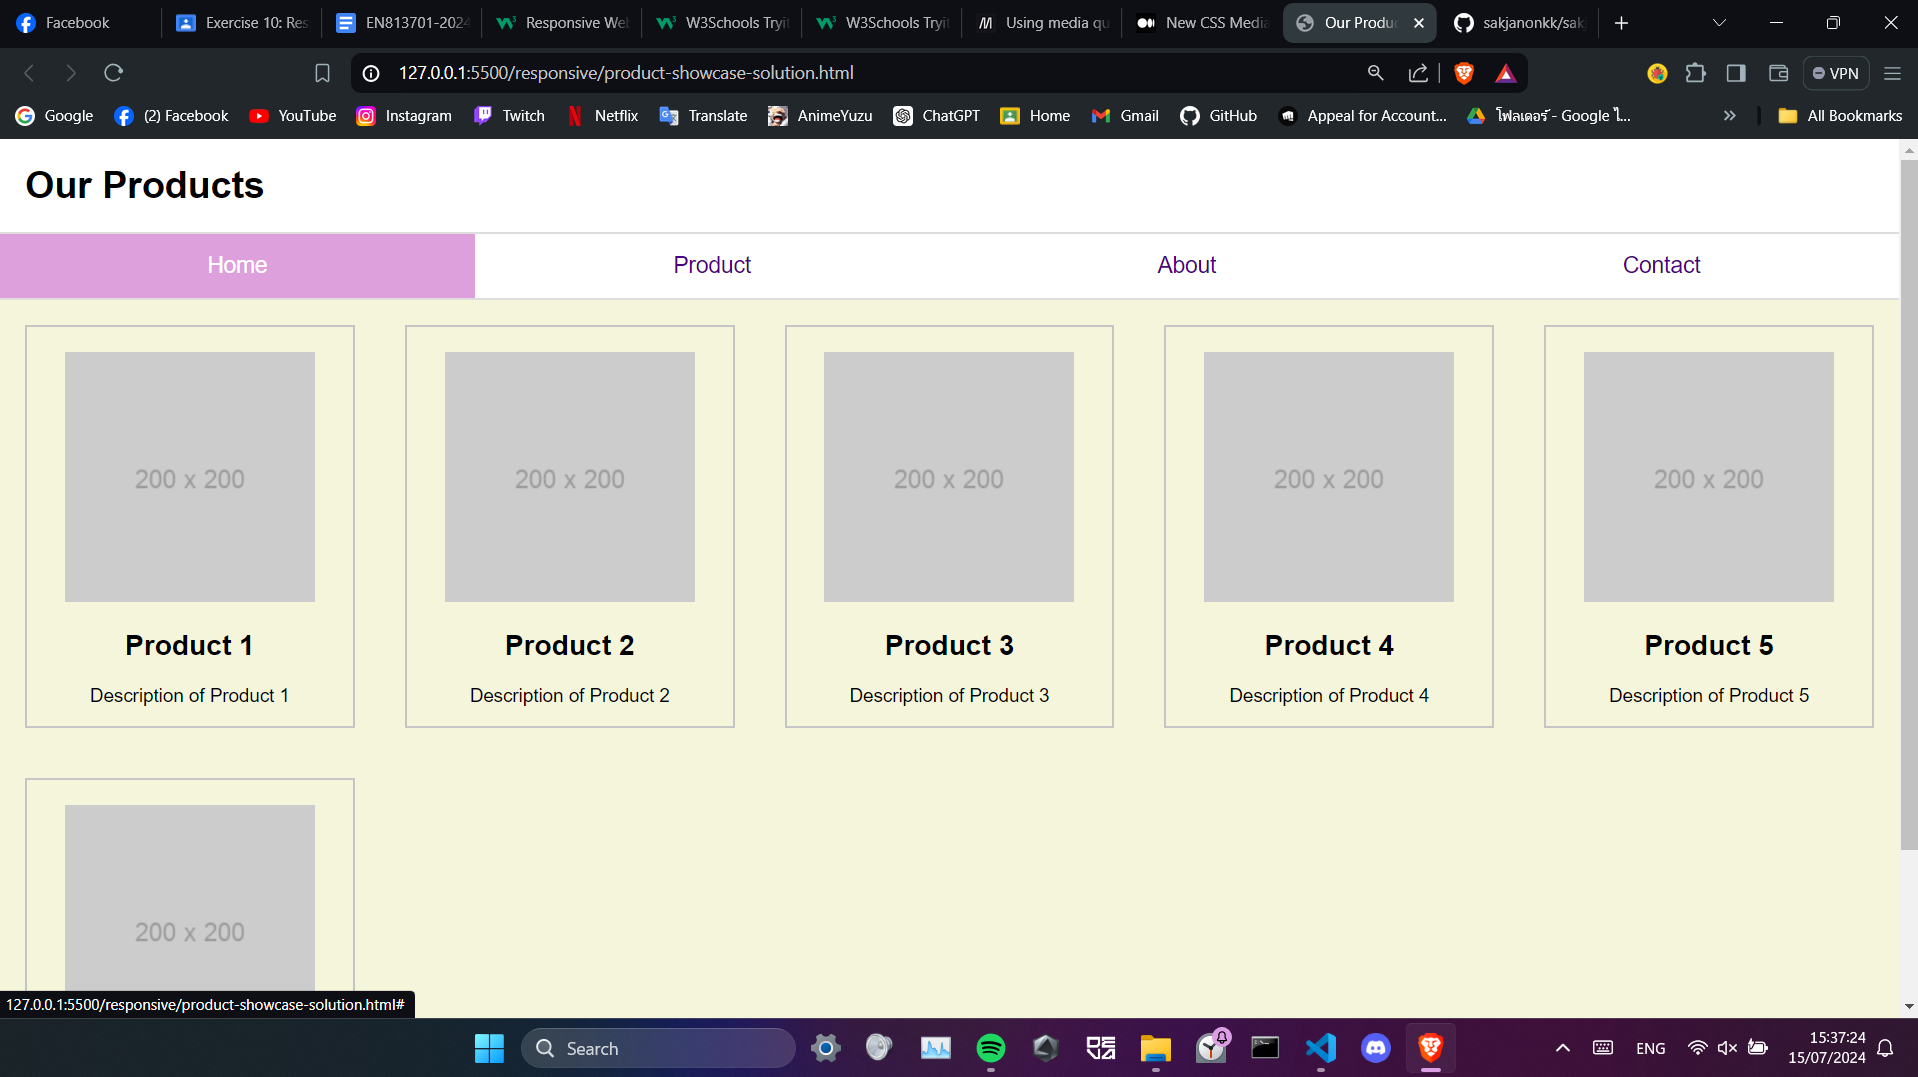 Facebook
Exercise 10: Res
EN813701-2024
Responsive Web
W3Schools Tryit
W3Schools Tryit
Using media qu
New CSS Media
Our Produc
sakjanonkk/sak
127.0.0.1:5500/responsive/product-showcase-solution.html
VPN
Google
(2) Facebook
YouTube
Instagram
Twitch
Netflix
Translate
AnimeYuzu
ChatGPT
Home
Gmail
GitHub
Appeal for Account...
โฟลเดอร์ - Google ไ...
All Bookmarks
Our Products
Home
Product
About
Contact
200 x 200
200 x 200
200 x 200
200 x 200
200 x 200
Product 1
Product 2
Product 3
Product 4
Product 5
Description of Product 1
Description of Product 2
Description of Product 3
Description of Product 4
Description of Product 5
200 x 200
127.0.0.1:5500/responsive/product-showcase-solution.html#
Search
ENG
15:37:24
15/07/2024